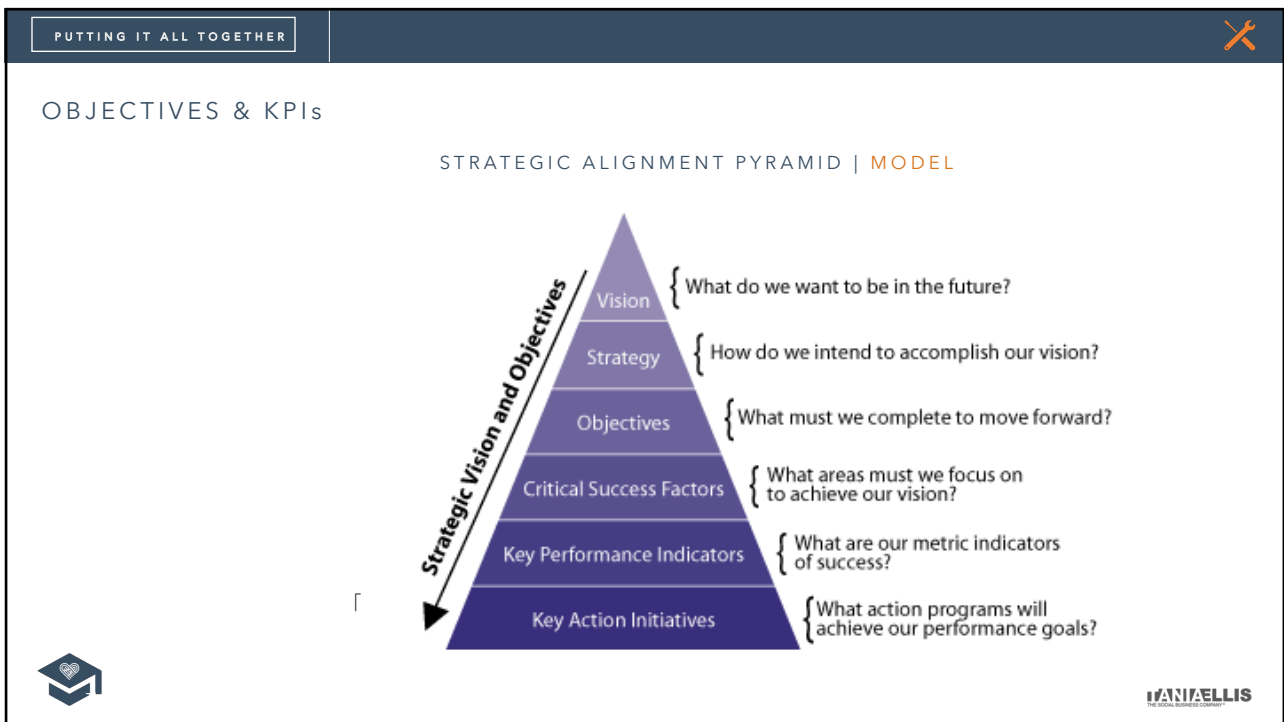 PUTTING IT ALL TOGETHER
OBJECTIVES & KPIs
STRATEGIC ALIGNMENT PYRAMID | MODEL
Strategic Vision and Objectives
Vision
{ What do we want to be in the future?
Strategy
{ How do we intend to accomplish our vision?
Objectives
{ What must we complete to move forward?
Critical Success Factors
{ What areas must we focus on
to achieve our vision?
Key Performance Indicators
{ What are our metric indicators
of success?
Key Action Initiatives
{ What action programs will
achieve our performance goals?
TANIAELLIS
THE SOCIAL BUSINESS COMPANY®